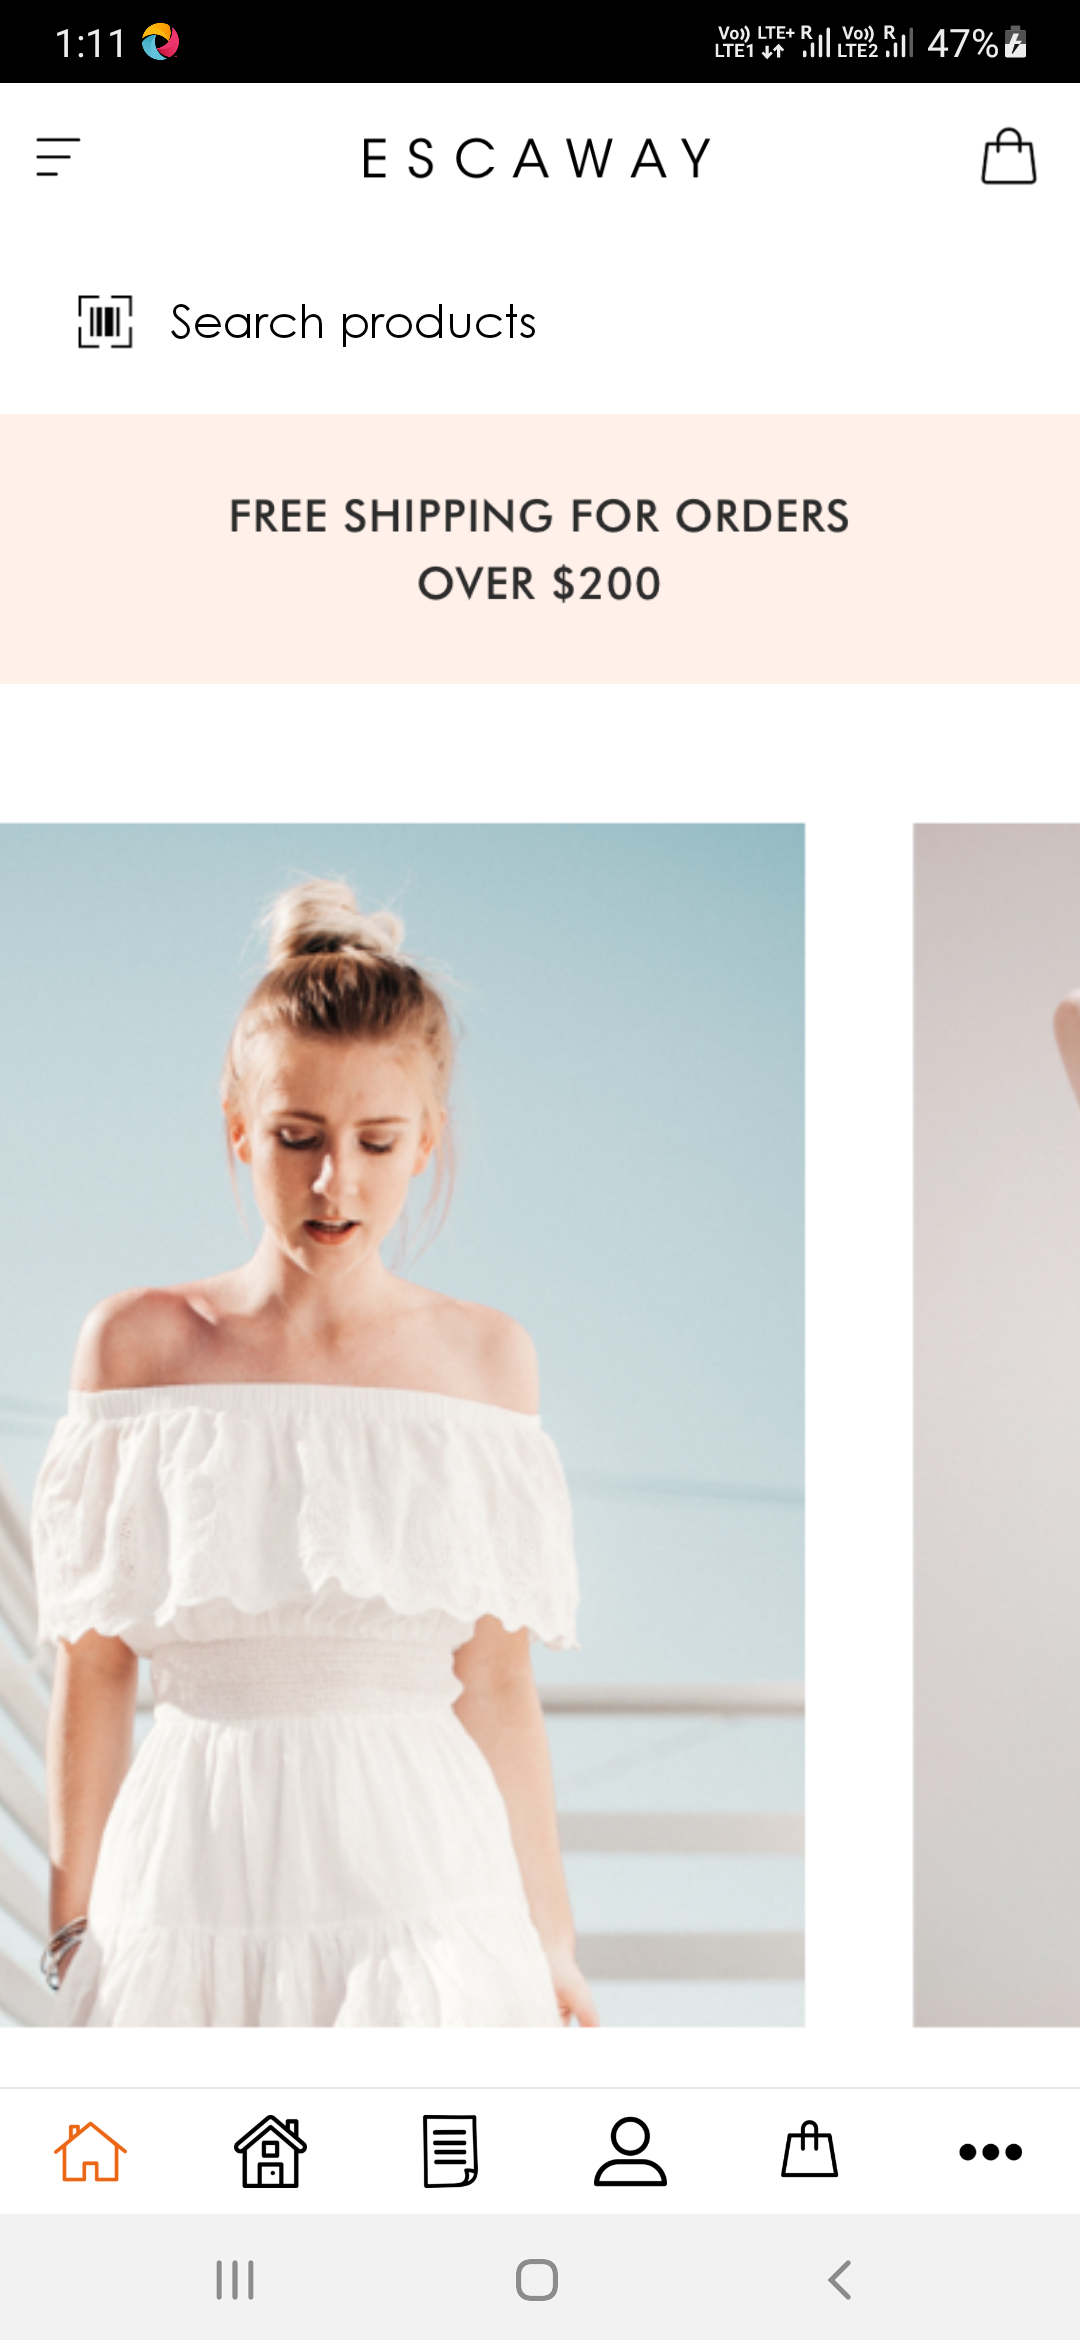 1:11
Vo)) LTE+ R Vo)) R 47%
LTE1 LTE2
ESCAWAY
Search products
FREE SHIPPING FOR ORDERS
OVER $200